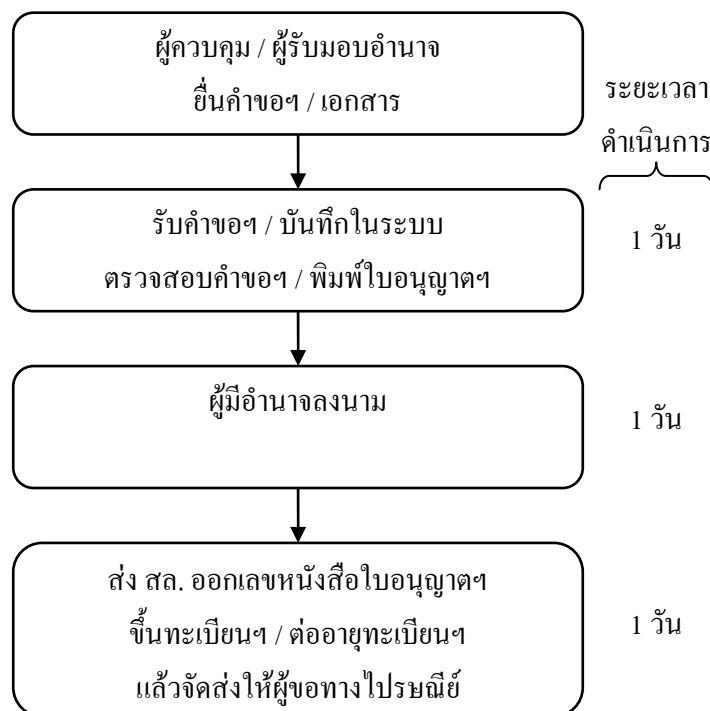 ผู้ควบคุม / ผู้รับมอบอำนาจ
ยื่นคำขอฯ / เอกสาร
ระยะเวลา
ดำเนินการ
รับคำขอฯ / บันทึกในระบบ
ตรวจสอบคำขอฯ / พิมพ์ใบอนุญาตฯ
1 วัน
ผู้มีอำนาจลงนาม
1 วัน
ส่ง สล. ออกเลขหนังสือใบอนุญาตฯ
ขึ้นทะเบียนฯ / ต่ออายุทะเบียนฯ
แล้วจัดส่งให้ผู้ขอทางไปรษณีย์
1 วัน